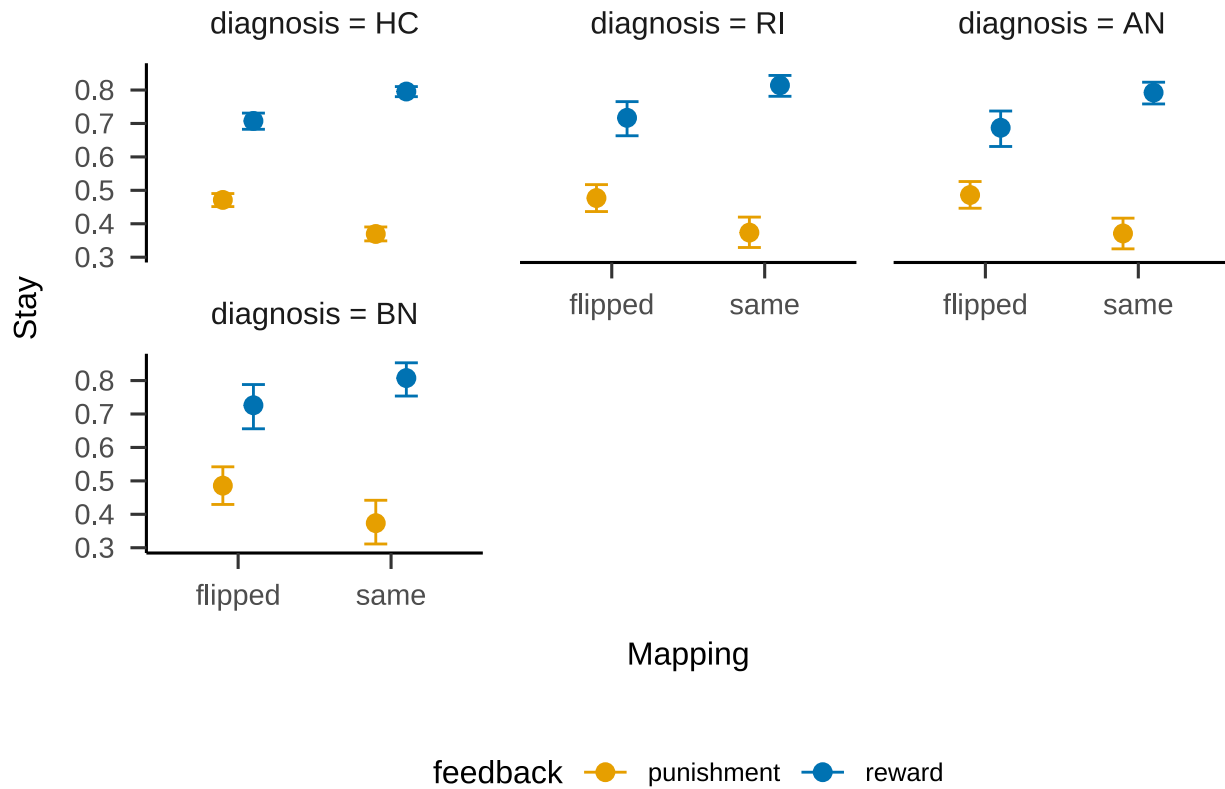 diagnosis = HC
diagnosis = RI
diagnosis = AN
0.8
0.7
0.6
0.5
0.4
0.3
flipped same
flipped same
diagnosis = BN
0.8
0.7
0.6
0.5
0.4
0.3
flipped same
Stay
Mapping
feedback punishment reward